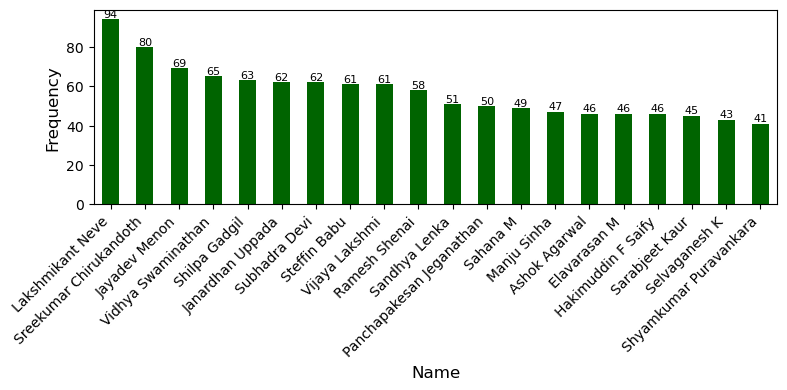 94
80
69
65
63
62
62
61
61
58
51
50
49
47
46
46
46
45
43
41
Frequency
80
60
40
20
0
Lakshmikant Neve
Sreekumar Chirukandoth
Jayadev Menon
Vidhya Swaminathan
Shilpa Gadgil
Janardhan Uppada
Subhadra Devi
Steffin Babu
Vijaya Lakshmi
Ramesh Shenai
Sandhya Lenka
Panchapakesan Jeganathan
Sahana M
Manju Sinha
Ashok Agarwal
Elavarasan M
Hakimuddin F Saify
Sarabjeet Kaur
Selvaganesh K
Shyamkumar Puravankara
Name